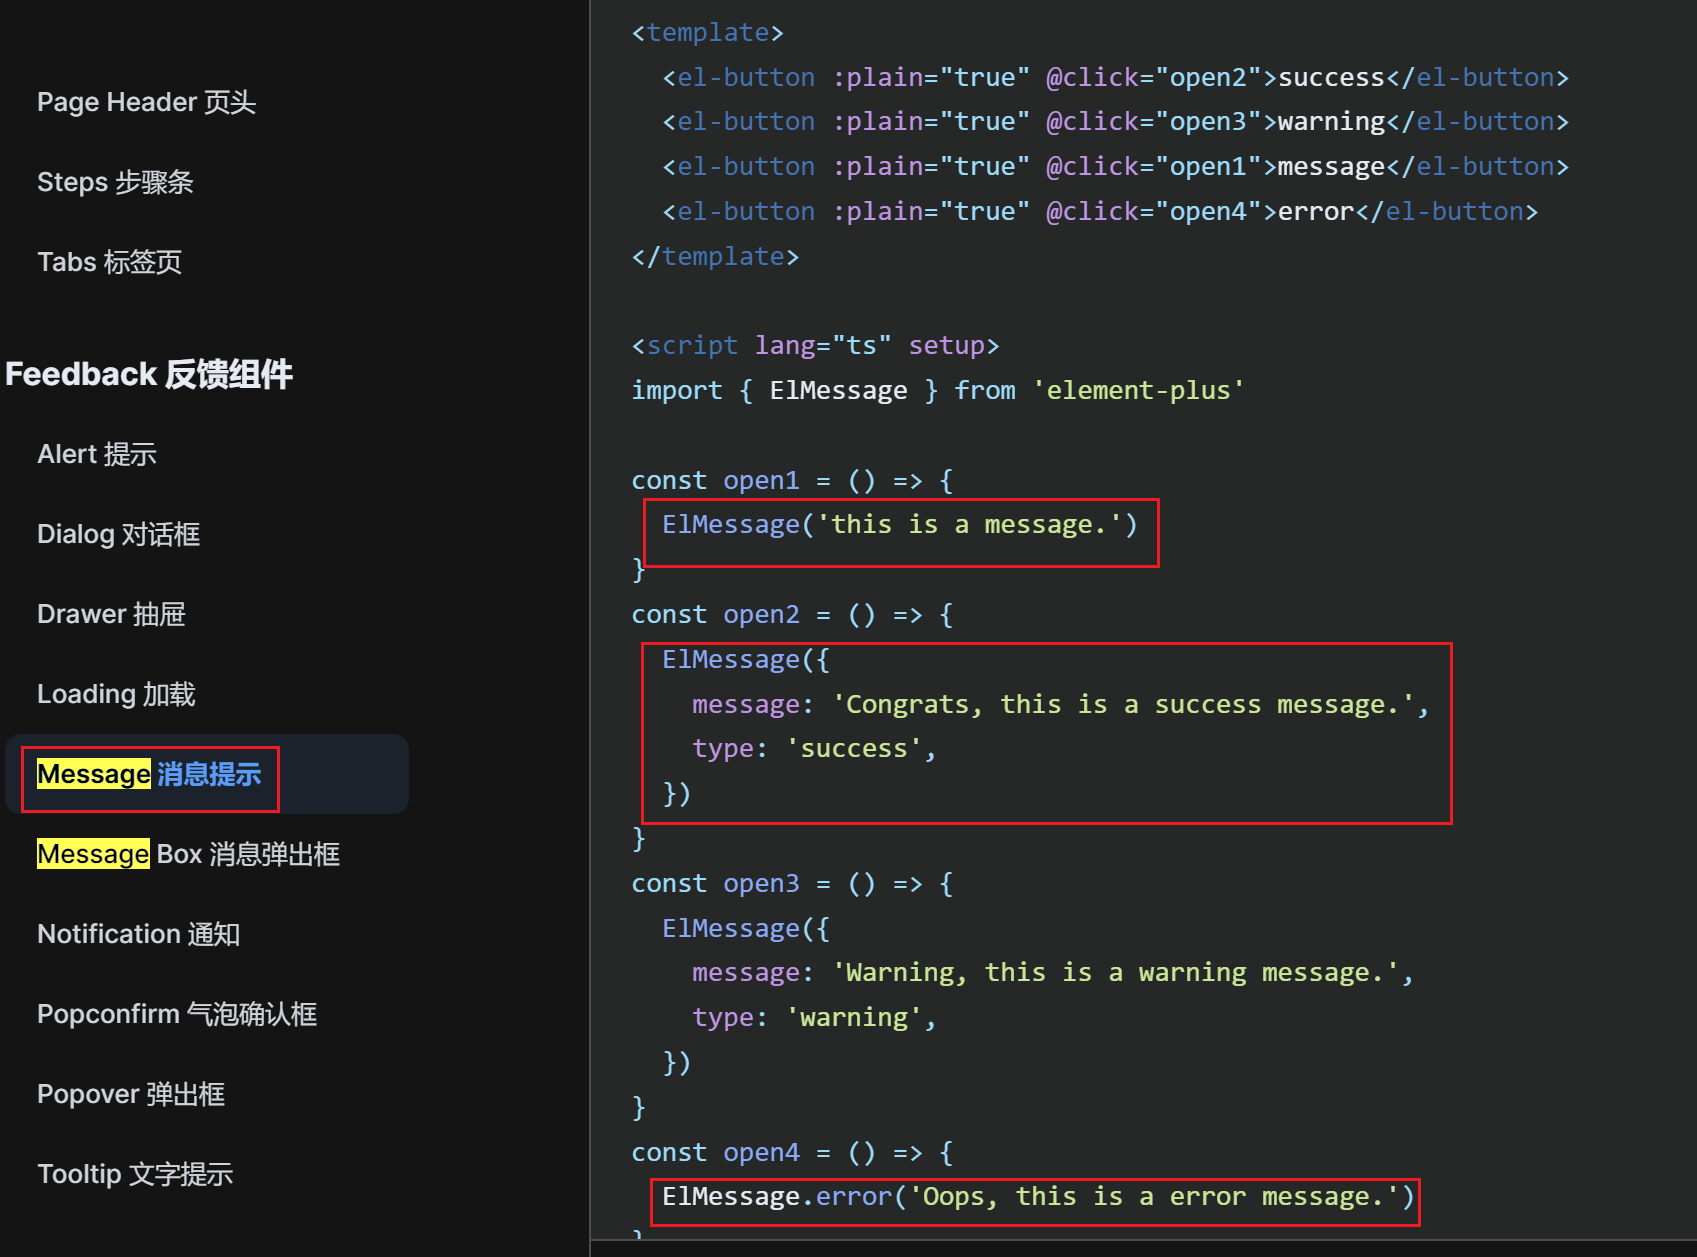 Page Header 页头
Steps 步骤条
Tabs 标签页
Feedback 反馈组件
Alert 提示
Dialog 对话框
Drawer 抽屉
Loading 加载
Message 消息提示
Message Box 消息弹出框
Notification 通知
Popconfirm 气泡确认框
Popover 弹出框
Tooltip 文字提示
<template>
  <el-button :plain="true" @click="open2">success</el-button>
  <el-button :plain="true" @click="open3">warning</el-button>
  <el-button :plain="true" @click="open1">message</el-button>
  <el-button :plain="true" @click="open4">error</el-button>
</template>
<script lang="ts" setup>
import { ElMessage } from 'element-plus'
const open1 = () => {
  ElMessage('this is a message.')
}
const open2 = () => {
  ElMessage({
    message: 'Congrats, this is a success message.',
    type: 'success',
  })
}
const open3 = () => {
  ElMessage({
    message: 'Warning, this is a warning message.',
    type: 'warning',
  })
}
const open4 = () => {
  ElMessage.error('Oops, this is a error message.')
}